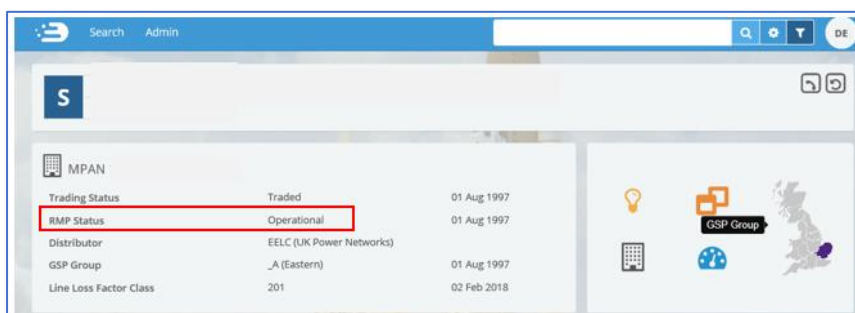 Search Admin
DE
S
MPAN
Trading Status Traded 01 Aug 1997
RMP Status Operational 01 Aug 1997
GSP Group
Distributor EELC (UK Power Networks)
GSP Group _A (Eastern) 01 Aug 1997
Line Loss Factor Class 201 02 Feb 2018